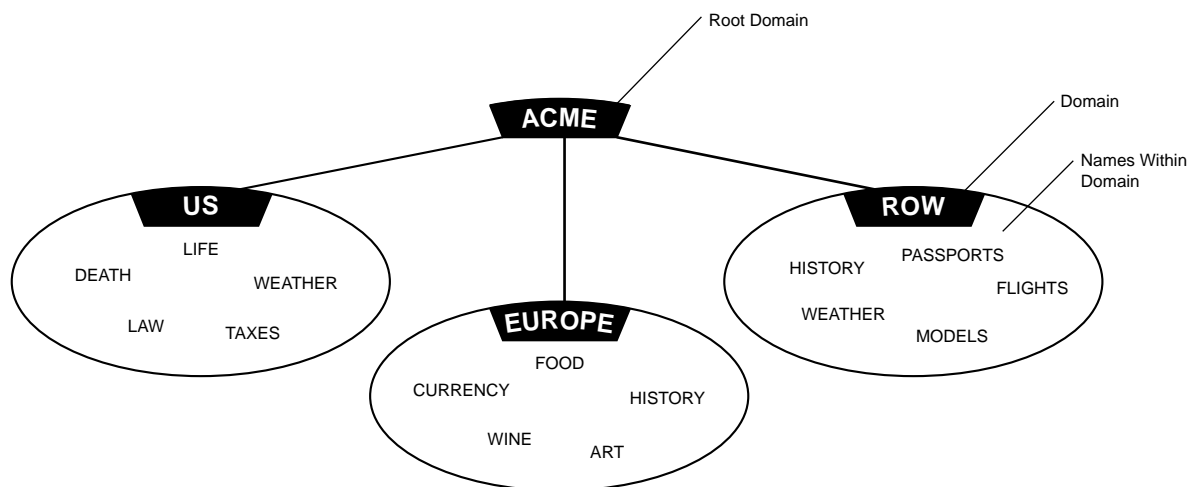 Root Domain
ACME
Domain
Names Within
Domain
US
LIFE
DEATH
WEATHER
LAW
TAXES
EUROPE
FOOD
CURRENCY
HISTORY
WINE
ART
ROW
PASSPORTS
HISTORY
FLIGHTS
WEATHER
MODELS